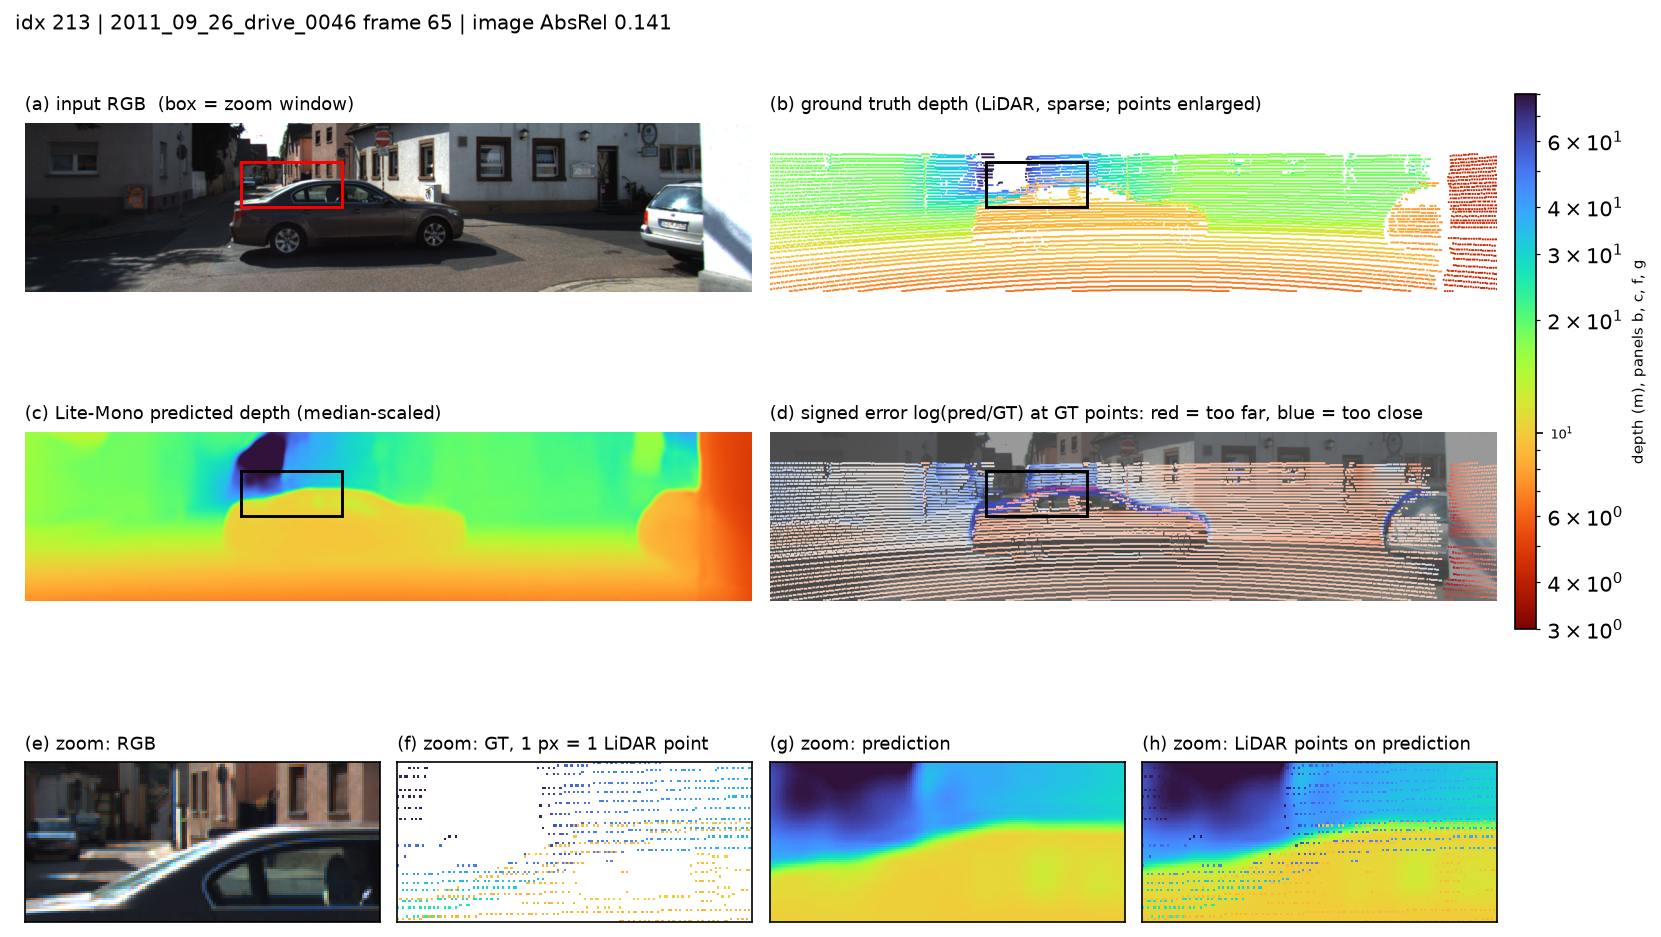 idx 213 | 2011_09_26_drive_0046 frame 65 | image AbsRel 0.141
(a) input RGB  (box = zoom window)
(b) ground truth depth (LiDAR, sparse; points enlarged)
6 × 10¹
4 × 10¹
3 × 10¹
2 × 10¹
10¹
6 × 10⁰
4 × 10⁰
3 × 10⁰
depth (m), panels b, c, f, g
(c) Lite-Mono predicted depth (median-scaled)
(d) signed error log(pred/GT) at GT points: red = too far, blue = too close
(e) zoom: RGB
(f) zoom: GT, 1 px = 1 LiDAR point
(g) zoom: prediction
(h) zoom: LiDAR points on prediction